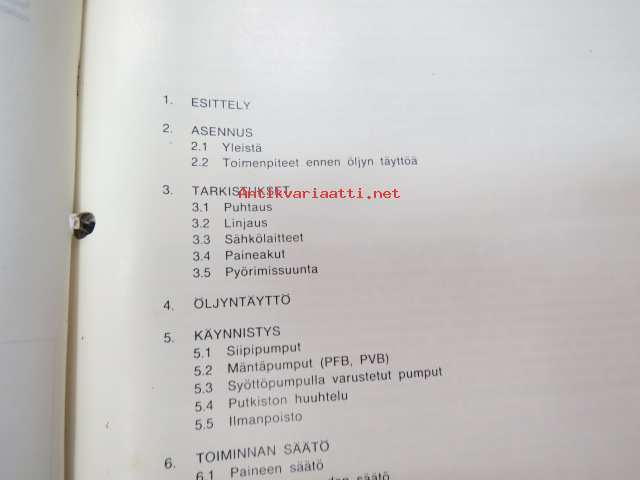 1. ESITTELY
2. ASENNUS
2.1 Yleistä
2.2 Toimenpiteet ennen öljyn täyttöä
3. TARKISTUKSET
Antikvariaatti.net
3.1 Puhtaus
3.2 Linjaus
3.3 Sähkölaitteet
3.4 Paineakut
3.5 Pyörimissuunta
4. ÖLJYNTÄYTTÖ
5. KÄYNNISTYS
5.1 Siipipumput
5.2 Mäntäpumput (PFB, PVB)
5.3 Syöttöpumpulla varustetut pumput
5.4 Putkiston huuhtelu
5.5 Ilmanpoisto
6. TOIMINNAN SÄÄTÖ
6.1 Paineen säätö
säätö